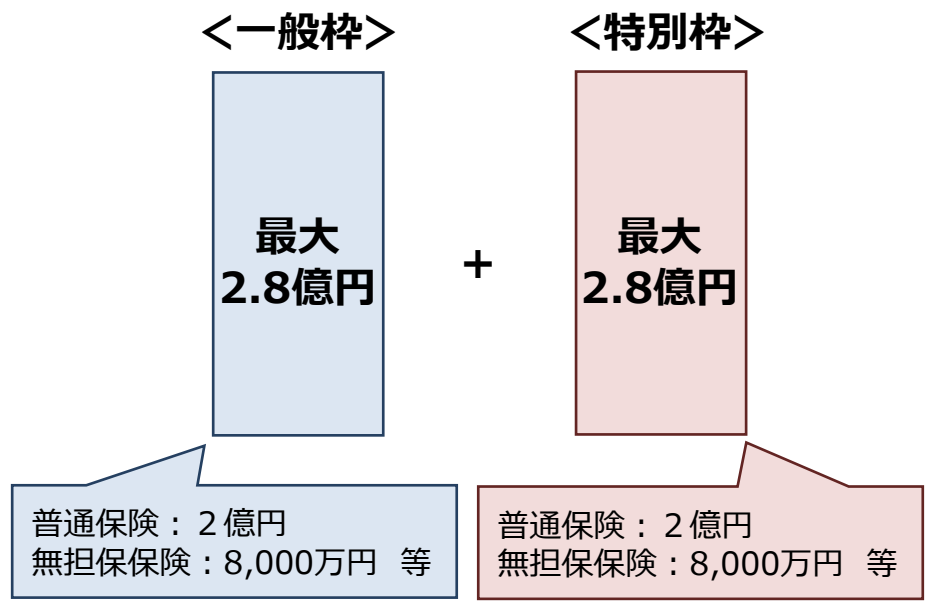 ＜一般枠＞
＜特別枠＞
最大
2.8億円
+
最大
2.8億円
普通保険：２億円
無担保保険：8,000万円　等
普通保険：２億円
無担保保険：8,000万円　等